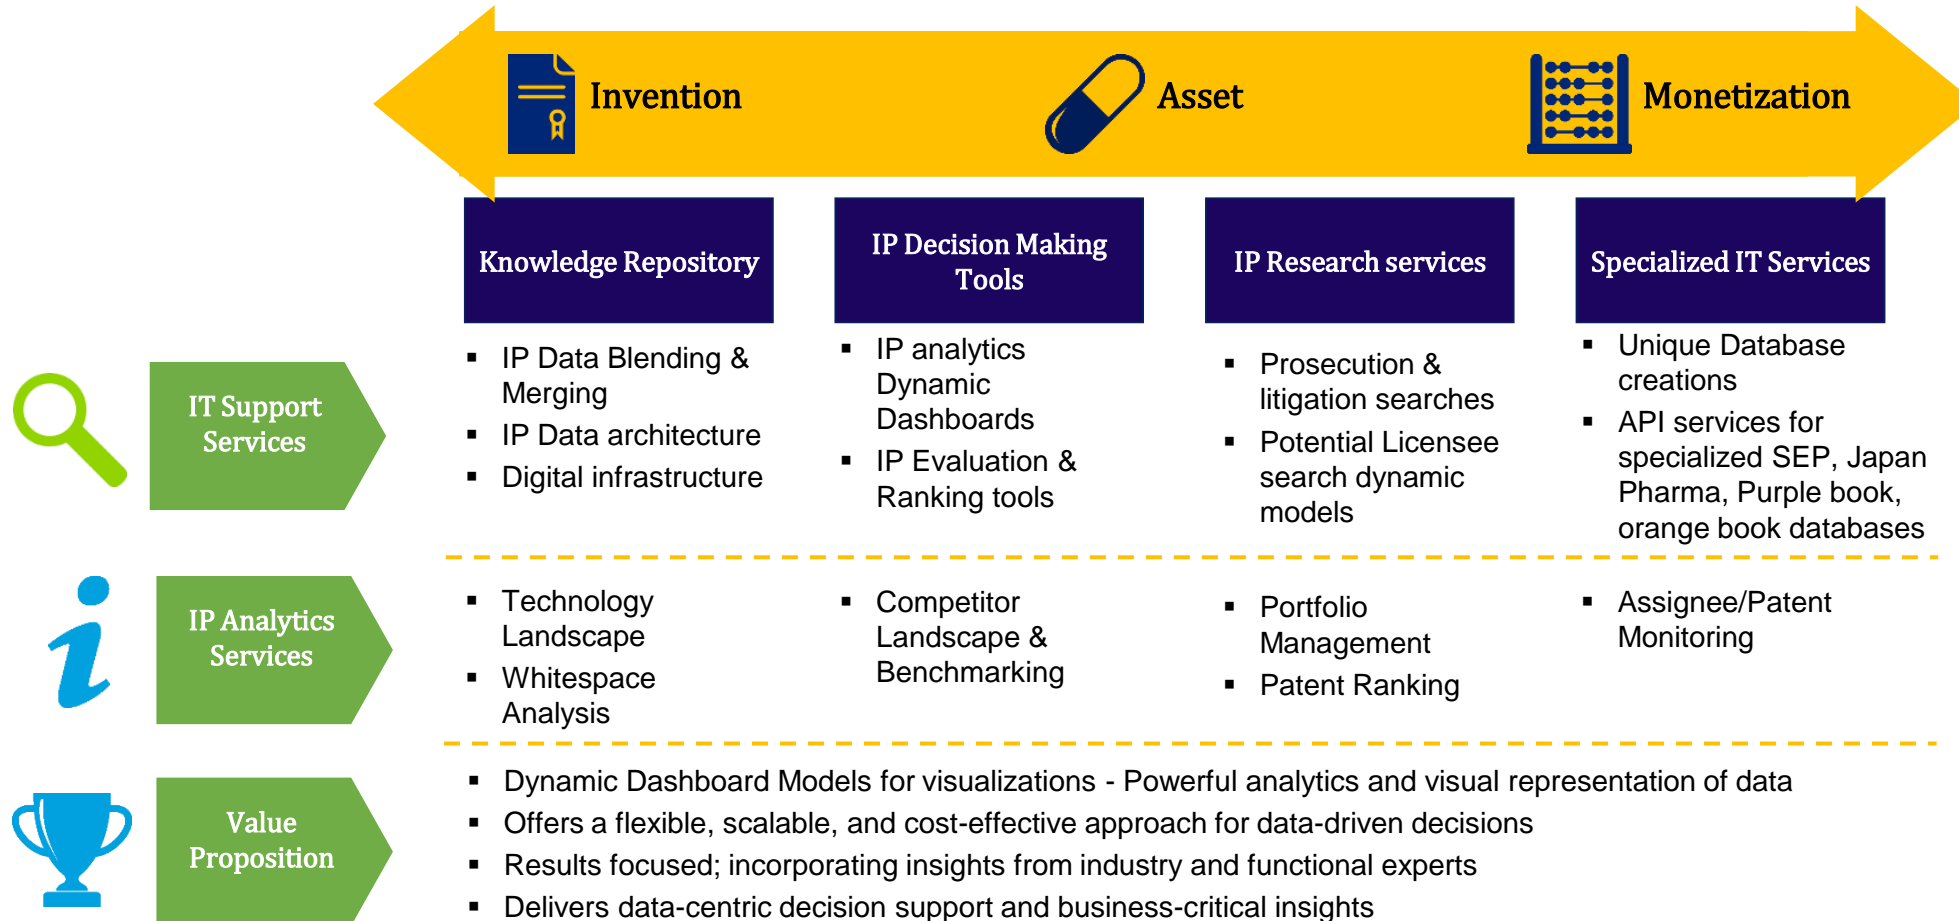 Invention
Asset
Monetization
Knowledge Repository
IP Decision Making
Tools
IP Research services
Specialized IT Services
IT Support
Services
▪ IP Data Blending &
Merging
▪ IP Data architecture
▪ Digital infrastructure
▪ IP analytics
Dynamic
Dashboards
▪ IP Evaluation &
Ranking tools
▪ Prosecution &
litigation searches
▪ Potential Licensee
search dynamic
models
▪ Unique Database
creations
▪ API services for
specialized SEP, Japan
Pharma, Purple book,
orange book databases
IP Analytics
Services
▪ Technology
Landscape
▪ Whitespace
Analysis
▪ Competitor
Landscape &
Benchmarking
▪ Portfolio
Management
▪ Patent Ranking
▪ Assignee/Patent
Monitoring
Value
Proposition
▪ Dynamic Dashboard Models for visualizations - Powerful analytics and visual representation of data
▪ Offers a flexible, scalable, and cost-effective approach for data-driven decisions
▪ Results focused; incorporating insights from industry and functional experts
▪ Delivers data-centric decision support and business-critical insights